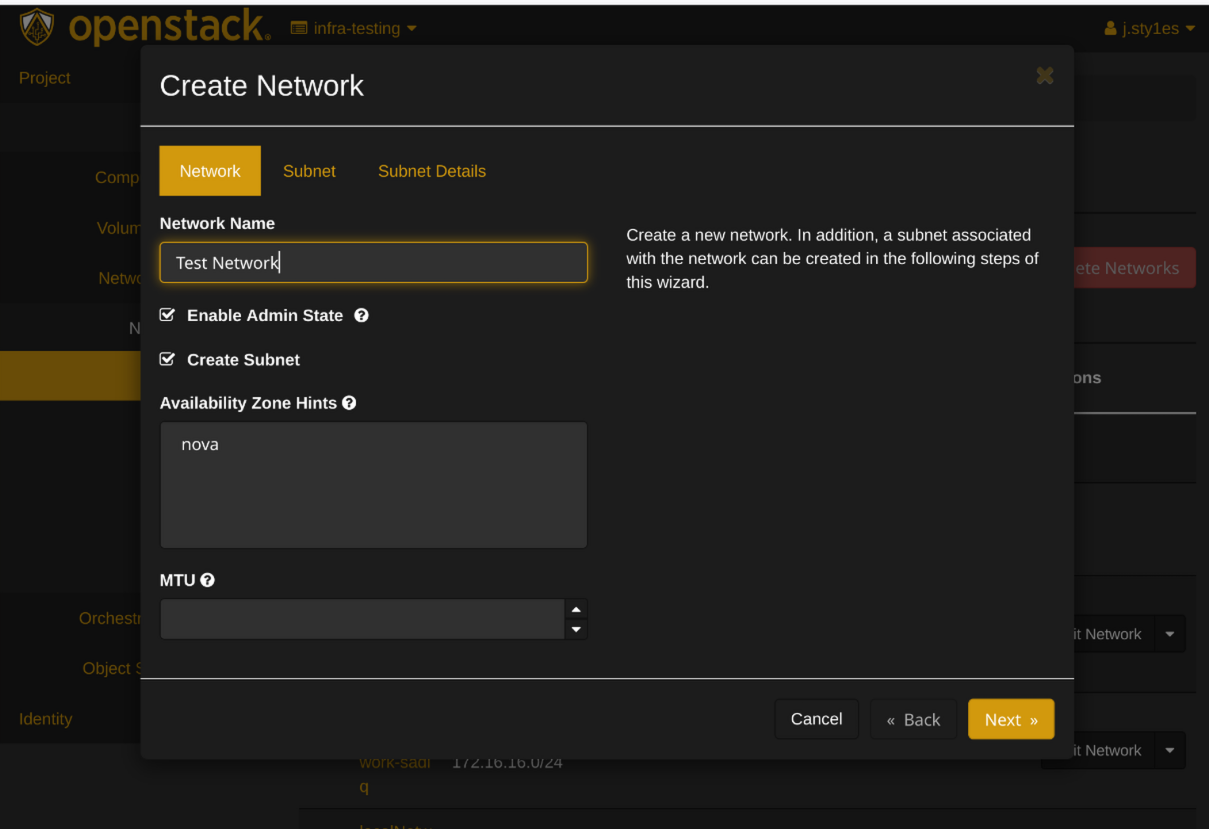 openstack.
infra-testing
j.sty1es
Project
Create Network
Network
Subnet
Subnet Details
Network Name
Test Network
Create a new network. In addition, a subnet associated
with the network can be created in the following steps of
this wizard.
Enable Admin State
Create Subnet
Availability Zone Hints
nova
MTU
Comp
Volum
Netwo
N
ete Networks
ons
Orchestr
Object S
it Network
Identity
Cancel
« Back
Next »
it Network
work-sadi
172.16.16.0/24
q